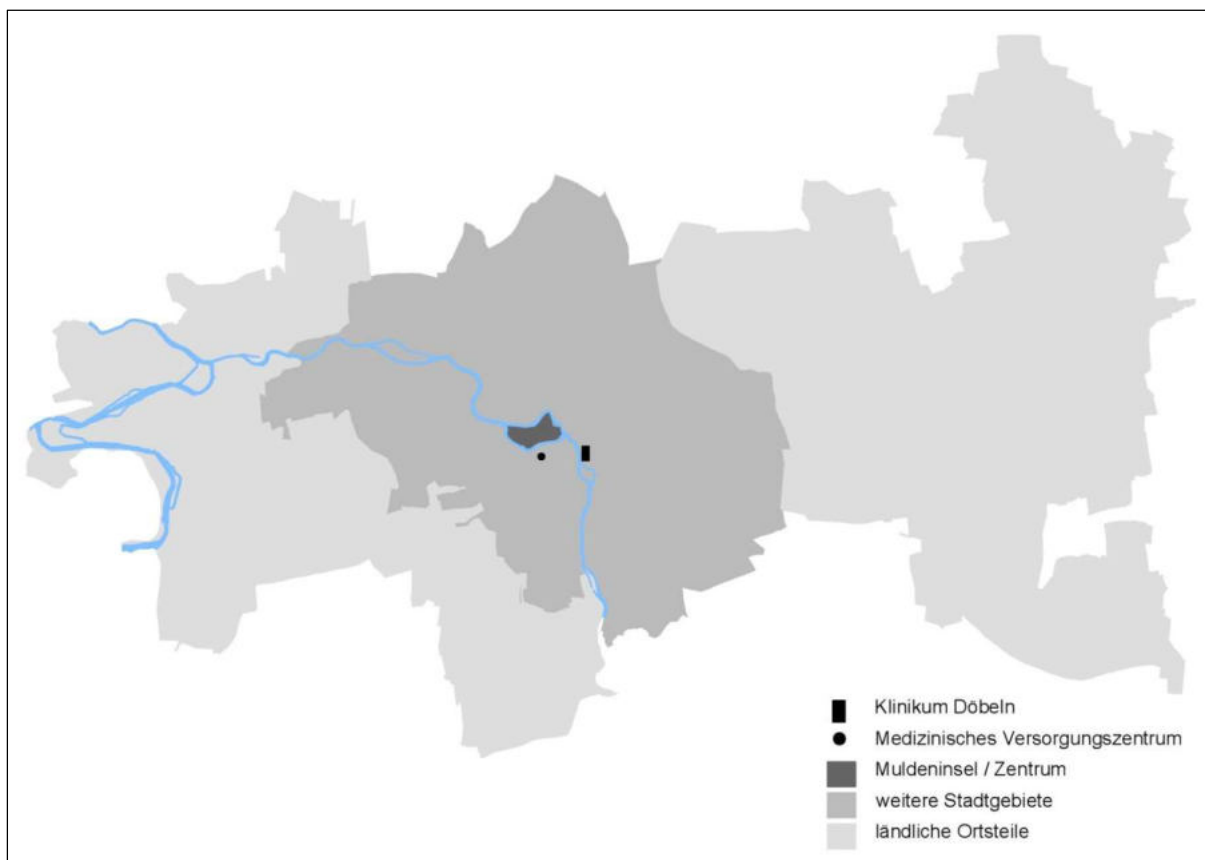 Klinikum Döbeln
Medizinisches Versorgungszentrum
Muldeninsel / Zentrum
weitere Stadtgebiete
ländliche Ortsteile